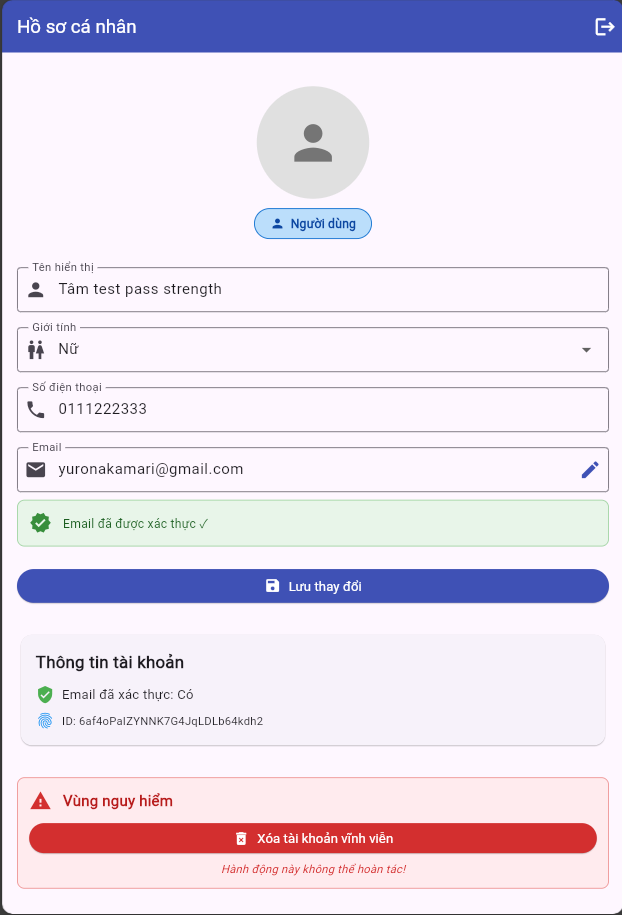 Hồ sơ cá nhân
Người dùng
Tên hiển thị
Tâm test pass strength
Giới tính
Nữ
Số điện thoại
0111222333
Email
yuronakamari@gmail.com
Email đã được xác thực ✓
Lưu thay đổi
Thông tin tài khoản
Email đã xác thực: Có
ID: 6af4oPaIZYNNK7G4JqLDLb64kdh2
Vùng nguy hiểm
Xóa tài khoản vĩnh viễn
Hành động này không thể hoàn tác!